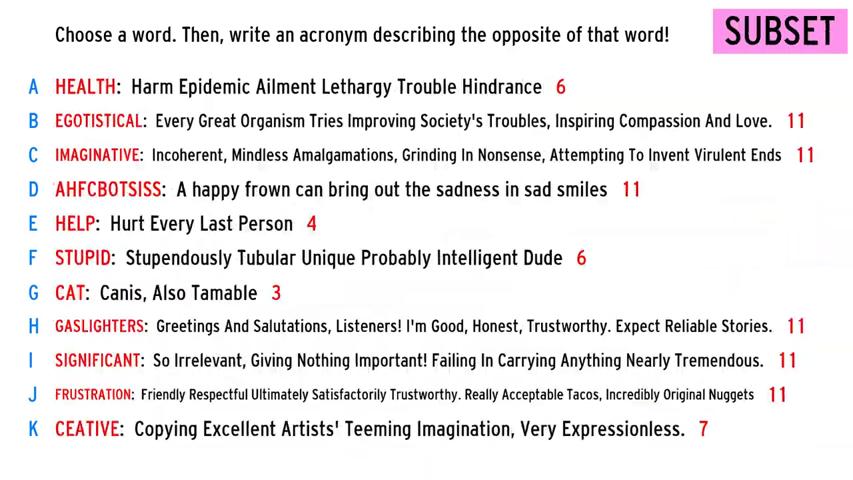 Choose a word. Then, write an acronym describing the opposite of that word!
SUBSET
A HEALTH: Harm Epidemic Ailment Lethargy Trouble Hindrance 6
B EGOTISTICAL: Every Great Organism Tries Improving Society's Troubles, Inspiring Compassion And Love. 11
C IMAGINATIVE: Incoherent, Mindless Amalgamations, Grinding In Nonsense, Attempting To Invent Virulent Ends 11
D AHFCBOTSISS: A happy frown can bring out the sadness in sad smiles 11
E HELP: Hurt Every Last Person 4
F STUPID: Stupendously Tubular Unique Probably Intelligent Dude 6
G CAT: Canis, Also Tamable 3
H GASLIGHTERS: Greetings And Salutations, Listeners! I'm Good, Honest, Trustworthy. Expect Reliable Stories. 11
I SIGNIFICANT: So Irrelevant, Giving Nothing Important! Failing In Carrying Anything Nearly Tremendous. 11
J FRUSTRATION: Friendly Respectful Ultimately Satisfactorily Trustworthy. Really Acceptable Tacos, Incredibly Original Nuggets 11
K CEATIVE: Copying Excellent Artists' Teeming Imagination, Very Expressionless. 7